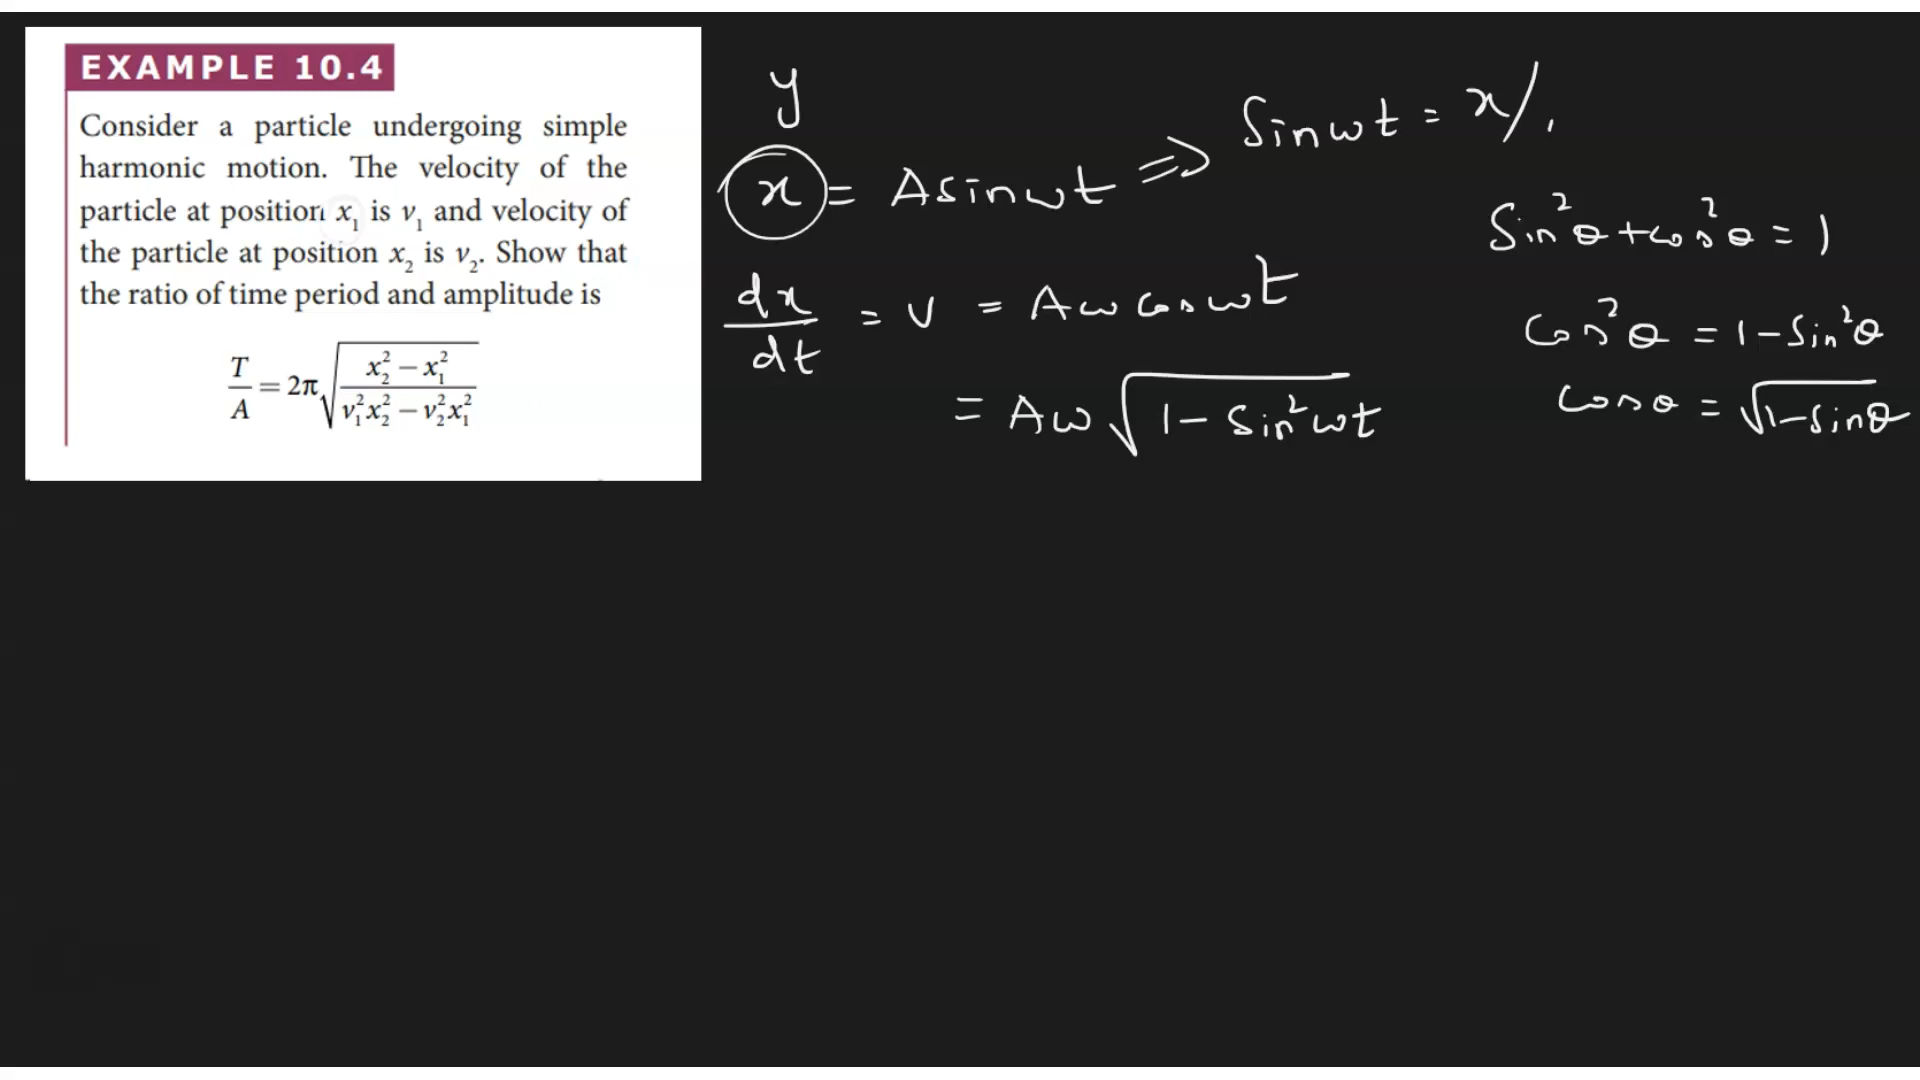 EXAMPLE 10.4
Consider a particle undergoing simple
harmonic motion. The velocity of the
particle at position x₁ is v₁ and velocity of
the particle at position x₂ is v₂. Show that
the ratio of time period and amplitude is
T/A = 2π√((x₂² − x₁²)/(v₁²x₂² − v₂²x₁²))
y
x = A sin ωt ⇒ Sin ωt = x/
dx/dt = v = Aω cos ωt
= Aω √(1 − Sin²ωt)
Sin²θ + cos²θ = 1
cos²θ = 1 − Sin²θ
cos θ = √(1 − sinθ)